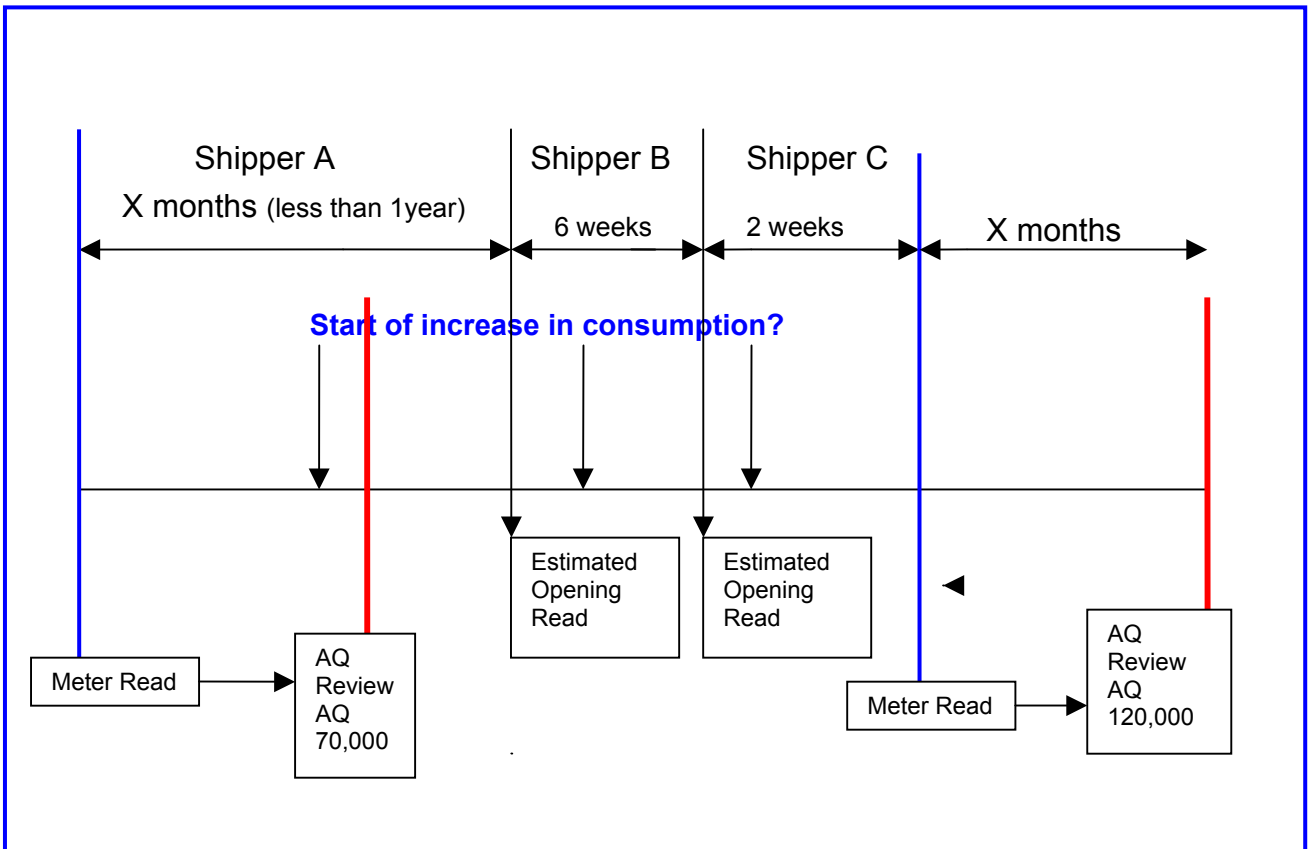 Shipper A
Shipper B
Shipper C
X months (less than 1year)
6 weeks
2 weeks
X months
Start of increase in consumption?
Estimated
Opening
Read
Estimated
Opening
Read
Meter Read
AQ
Review
AQ
70,000
Meter Read
AQ
Review
AQ
120,000